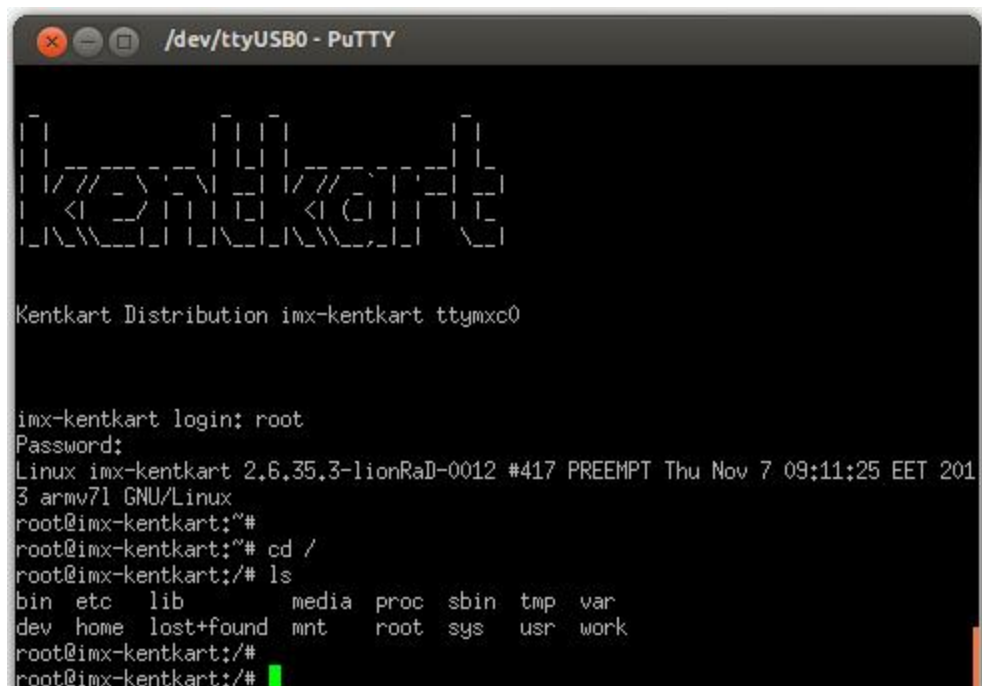 /dev/ttyUSB0 - PuTTY
kentkart
Kentkart Distribution imx-kentkart ttymxc0
imx-kentkart login: root
Password:
Linux imx-kentkart 2.6.35.3-lionRaD-0012 #417 PREEMPT Thu Nov 7 09:11:25 EET 201
3 armv7l GNU/Linux
root@imx-kentkart:~#
root@imx-kentkart:~# cd /
root@imx-kentkart:/# ls
bin etc lib media proc sbin tmp var
dev home lost+found mnt root sys usr work
root@imx-kentkart:/#
root@imx-kentkart:/#